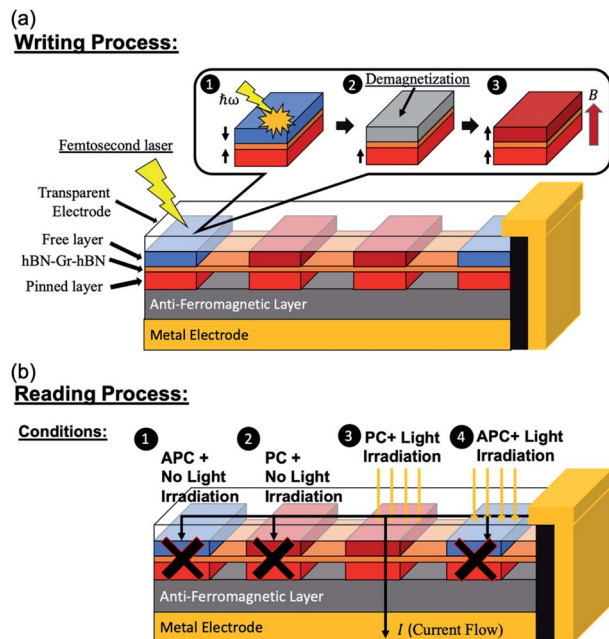 (a)
Writing Process:
1
2
3
ℏω
Demagnetization
B
Femtosecond laser
Transparent
Electrode
Free layer
hBN-Gr-hBN
Pinned layer
Anti-Ferromagnetic Layer
Metal Electrode
(b)
Reading Process:
Conditions:
1
APC +
No Light
Irradiation
2
PC +
No Light
Irradiation
3
PC+ Light
Irradiation
4
APC+ Light
Irradiation
Anti-Ferromagnetic Layer
Metal Electrode
I (Current Flow)